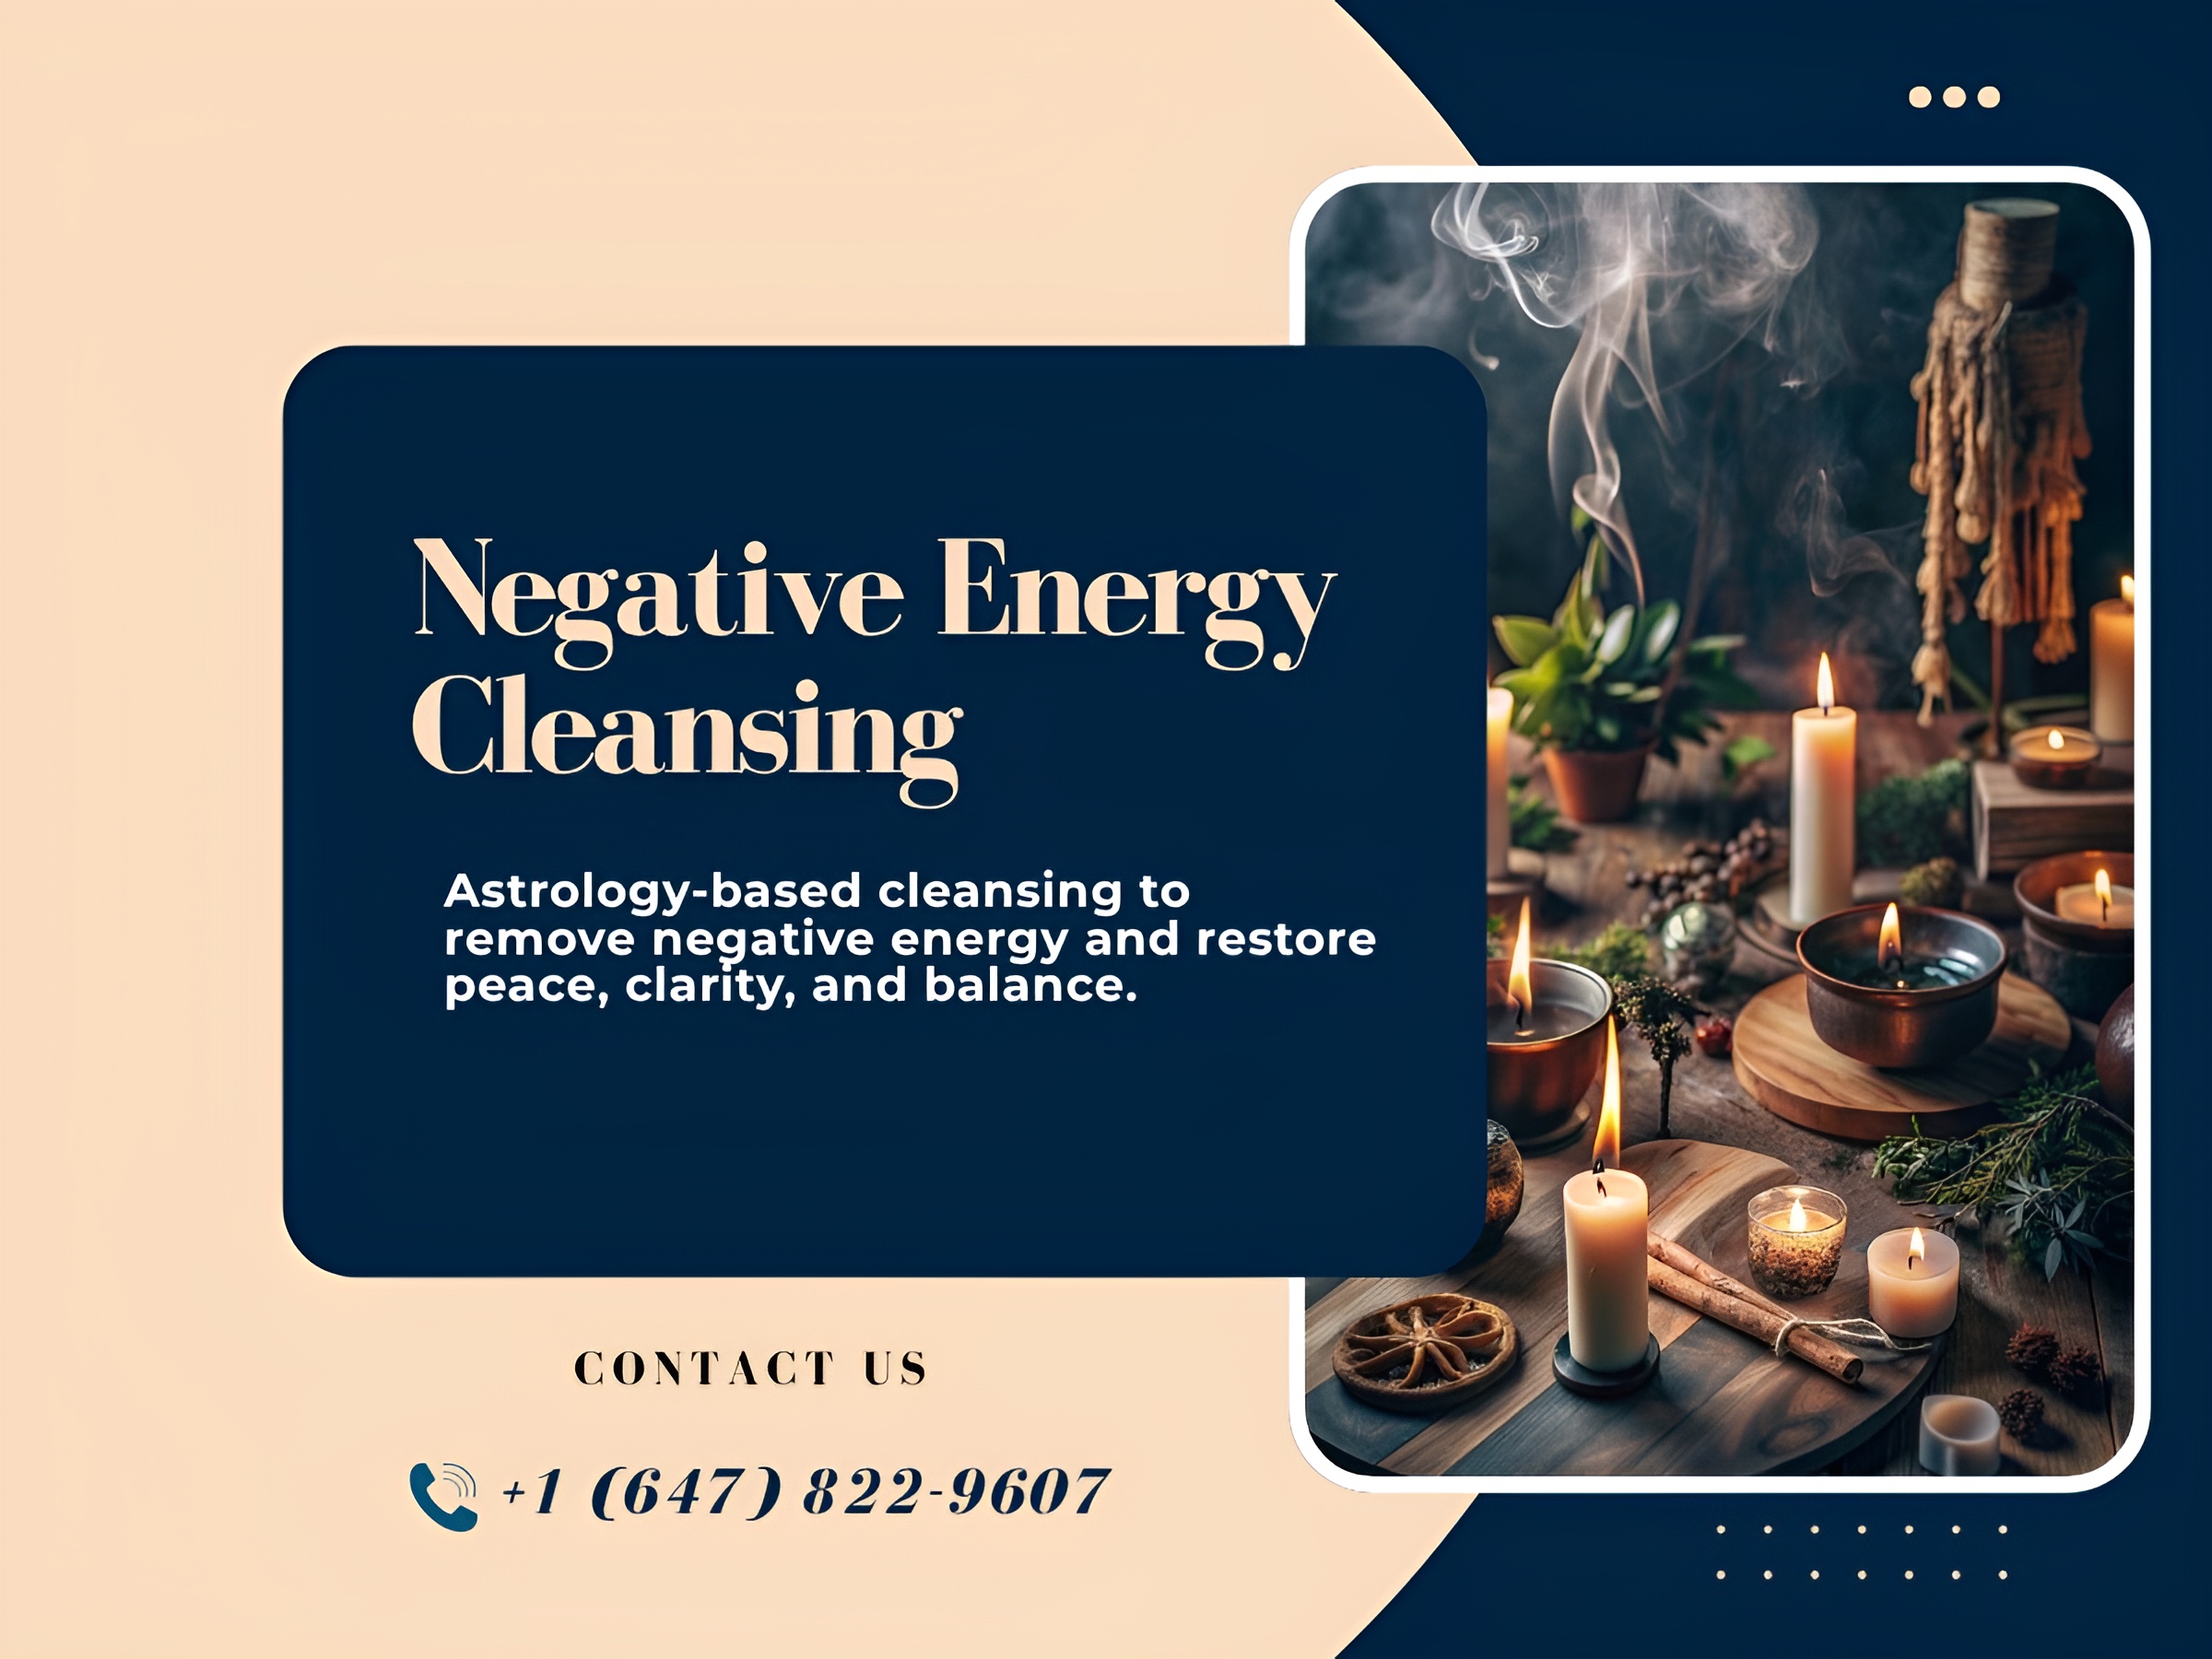 Negative Energy
Cleansing
Astrology-based cleansing to
remove negative energy and restore
peace, clarity, and balance.
CONTACT US
+1 (647) 822-9607